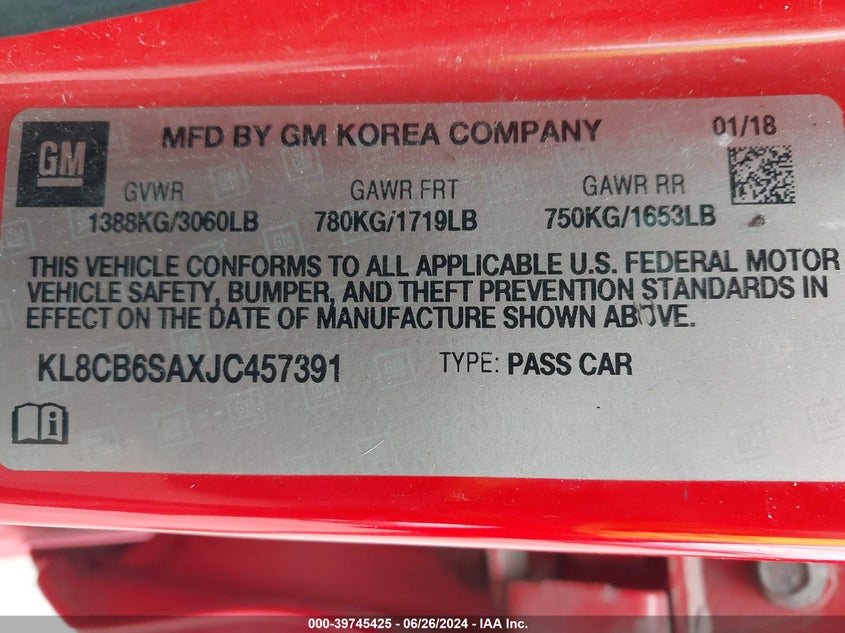 GM
MFD BY GM KOREA COMPANY 01/18
GVWR GAWR FRT GAWR RR
1388KG/3060LB 780KG/1719LB 750KG/1653LB
THIS VEHICLE CONFORMS TO ALL APPLICABLE U.S. FEDERAL MOTOR
VEHICLE SAFETY, BUMPER, AND THEFT PREVENTION STANDARDS IN
EFFECT ON THE DATE OF MANUFACTURE SHOWN ABOVE.
KL8CB6SAXJC457391 TYPE: PASS CAR
000-39745425 - 06/26/2024 - IAA Inc.